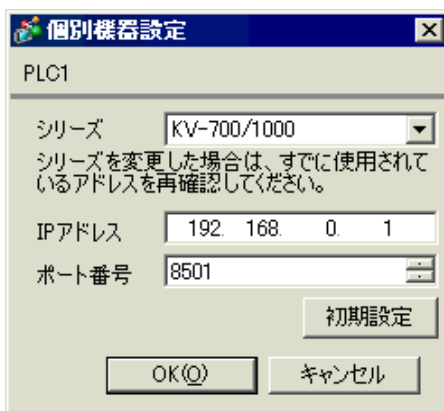 個別機器設定
PLC1
シリーズ KV-700/1000
シリーズを変更した場合は、すでに使用されて
いるアドレスを再確認してください。
IPアドレス 192. 168. 0. 1
ポート番号 8501
初期設定
OK(O) キャンセル